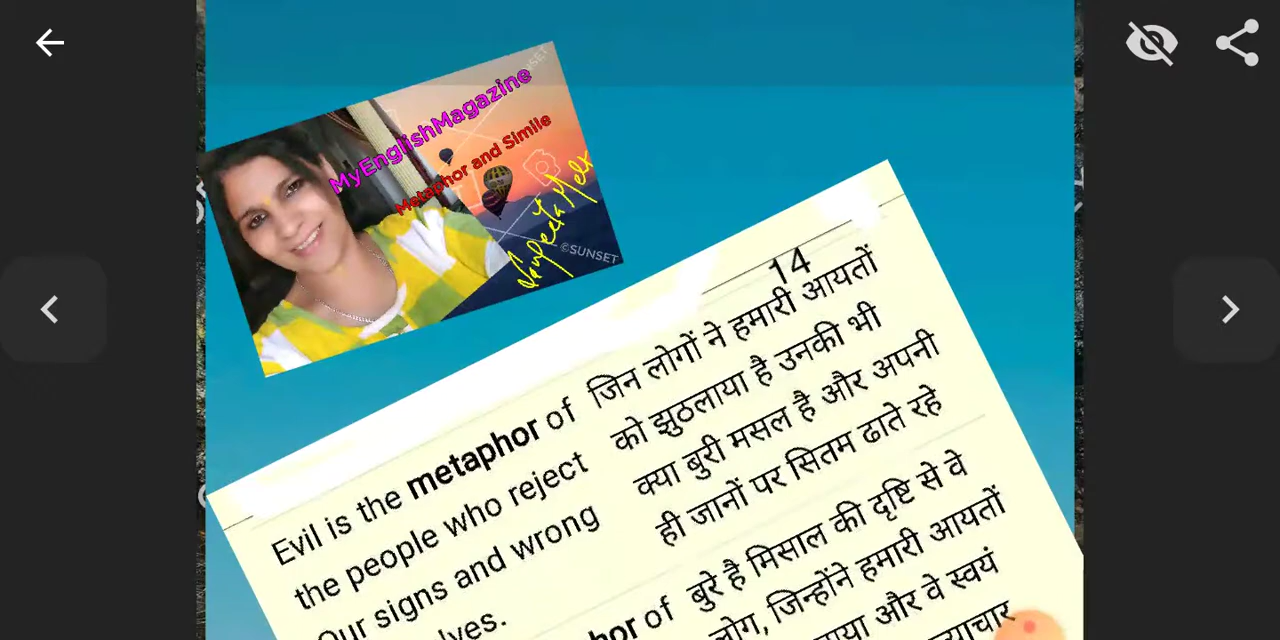 MyEnglishMagazine
Metaphor and Simile
©SUNSET
14
Evil is the metaphor of
the people who reject
Our signs and wrong
जिन लोगों ने हमारी आयतों
को झुठलाया है उनकी भी
क्या बुरी मसल है और अपनी
ही जानों पर सितम ढाते रहे
of
बुरे है मिसाल की दृष्टि से वे
लोग, जिन्होंने हमारी आयतों
और वे स्वयं